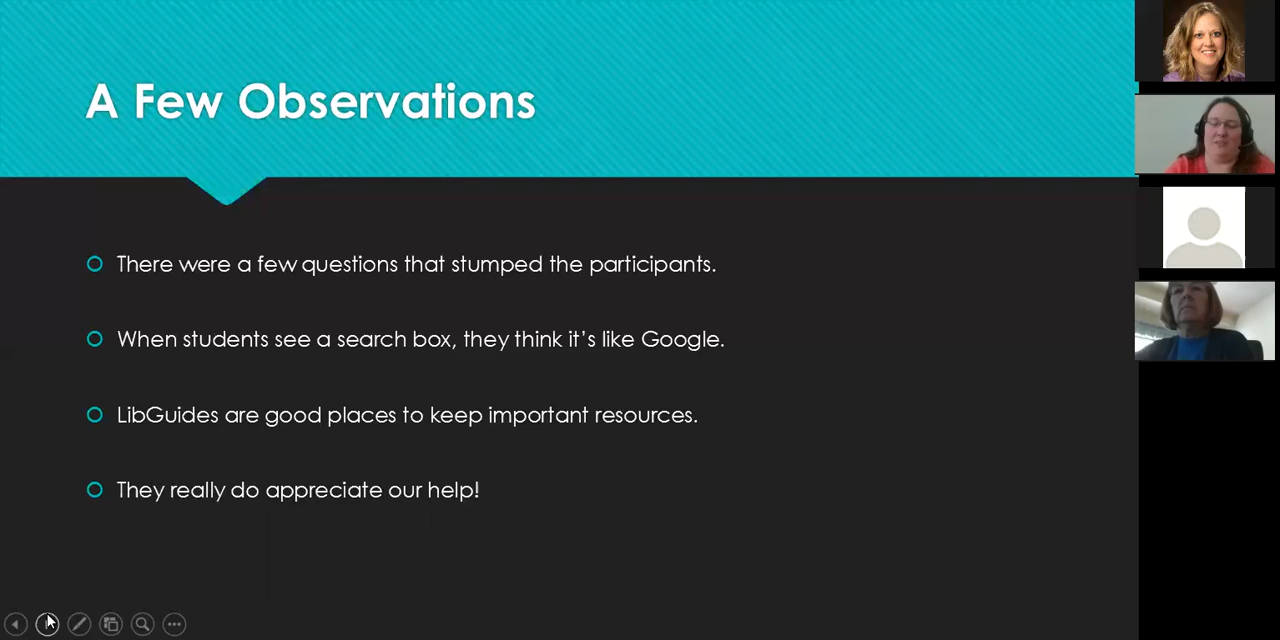 A Few Observations
There were a few questions that stumped the participants.
When students see a search box, they think it's like Google.
LibGuides are good places to keep important resources.
They really do appreciate our help!